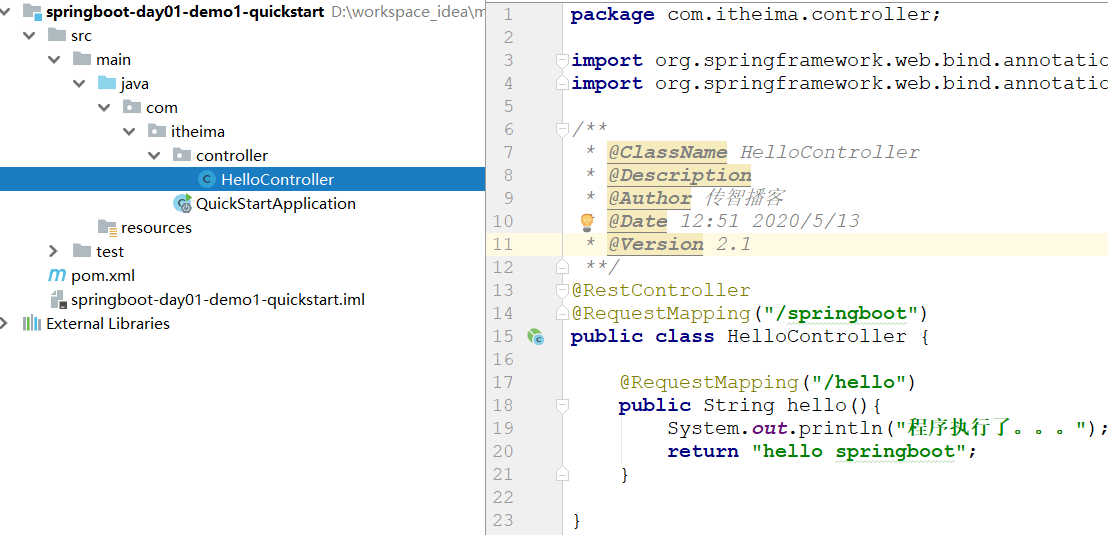 springboot-day01-demo1-quickstart D:\workspace_idea\m
src
main
java
com
itheima
controller
HelloController
QuickStartApplication
resources
test
pom.xml
springboot-day01-demo1-quickstart.iml
External Libraries
1 package com.itheima.controller;
2
3 import org.springframework.web.bind.annotatio
4 import org.springframework.web.bind.annotation
5
6 /**
7 * @ClassName HelloController
8 * @Description
9 * @Author 传智播客
10 * @Date 12:51 2020/5/13
11 * @Version 2.1
12 **/
13 @RestController
14 @RequestMapping("/springboot")
15 public class HelloController {
16
17 @RequestMapping("/hello")
18 public String hello(){
19 System.out.println("程序执行了。。。");
20 return "hello springboot";
21 }
22
23 }